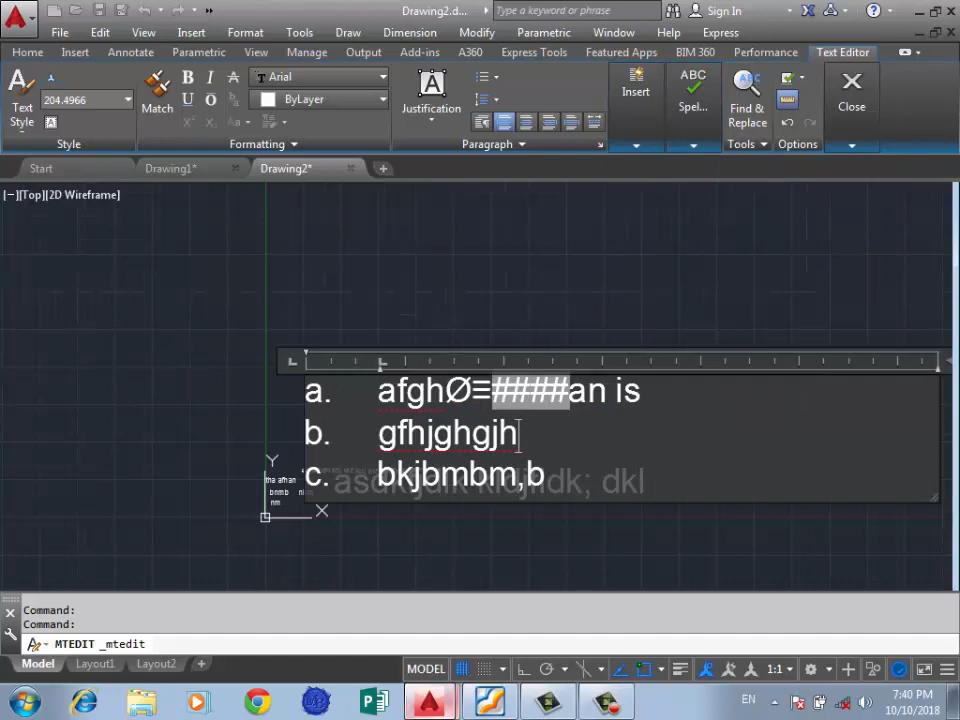 Drawing2.d...
Type a keyword or phrase
Sign In
File Edit View Insert Format Tools Draw Dimension Modify Parametric Window Help Express
Home Insert Annotate Parametric View Manage Output Add-ins A360 Express Tools Featured Apps BIM 360 Performance Text Editor
Text Style
204.4966
Style
Match
B I A
U O
Arial
ByLayer
Aa
Formatting
Justification
Paragraph
Insert
ABC
Spel...
ABC
Find & Replace
Tools
Options
Close
Start Drawing1* Drawing2*
[−][Top][2D Wireframe]
a. afghØ≡####an is
b. gfhjghgjh
c. bkjbmbm,b
Y
X
Command:
Command:
MTEDIT _mtedit
Model Layout1 Layout2
MODEL
1:1
EN
7:40 PM
10/10/2018